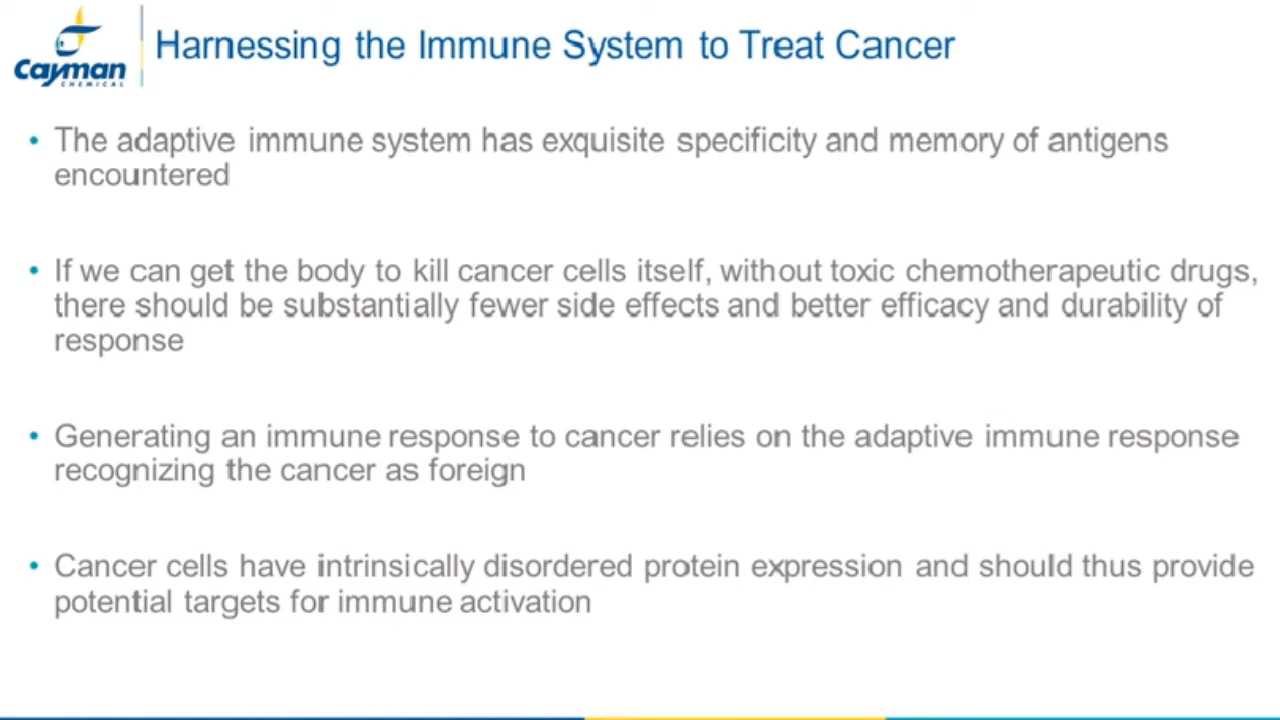 Cayman
CHEMICAL
Harnessing the Immune System to Treat Cancer
• The adaptive immune system has exquisite specificity and memory of antigens
encountered
• If we can get the body to kill cancer cells itself, without toxic chemotherapeutic drugs,
there should be substantially fewer side effects and better efficacy and durability of
response
• Generating an immune response to cancer relies on the adaptive immune response
recognizing the cancer as foreign
• Cancer cells have intrinsically disordered protein expression and should thus provide
potential targets for immune activation